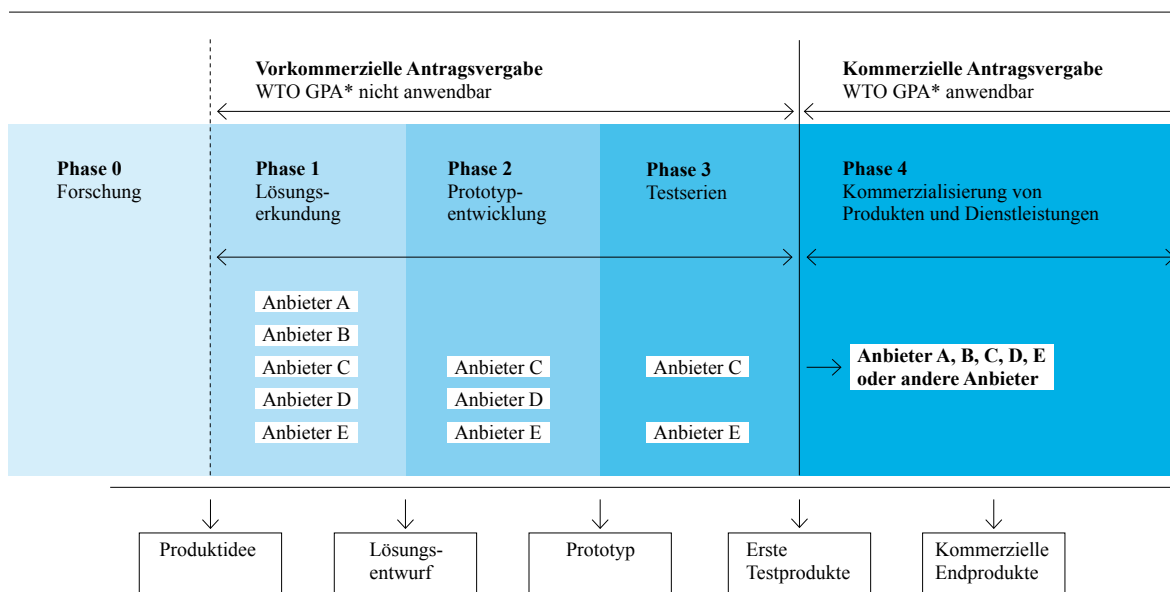 Vorkommerzielle Antragsvergabe
WTO GPA* nicht anwendbar
Kommerzielle Antragsvergabe
WTO GPA* anwendbar
Phase 0
Forschung
Phase 1
Lösungs-
erkundung
Phase 2
Prototyp-
entwicklung
Phase 3
Testserien
Phase 4
Kommerzialisierung von
Produkten und Dienstleistungen
Anbieter A
Anbieter B
Anbieter C
Anbieter D
Anbieter E
Anbieter C
Anbieter D
Anbieter E
Anbieter C
Anbieter E
Anbieter A, B, C, D, E
oder andere Anbieter
Produktidee
Lösungs-
entwurf
Prototyp
Erste
Testprodukte
Kommerzielle
Endprodukte